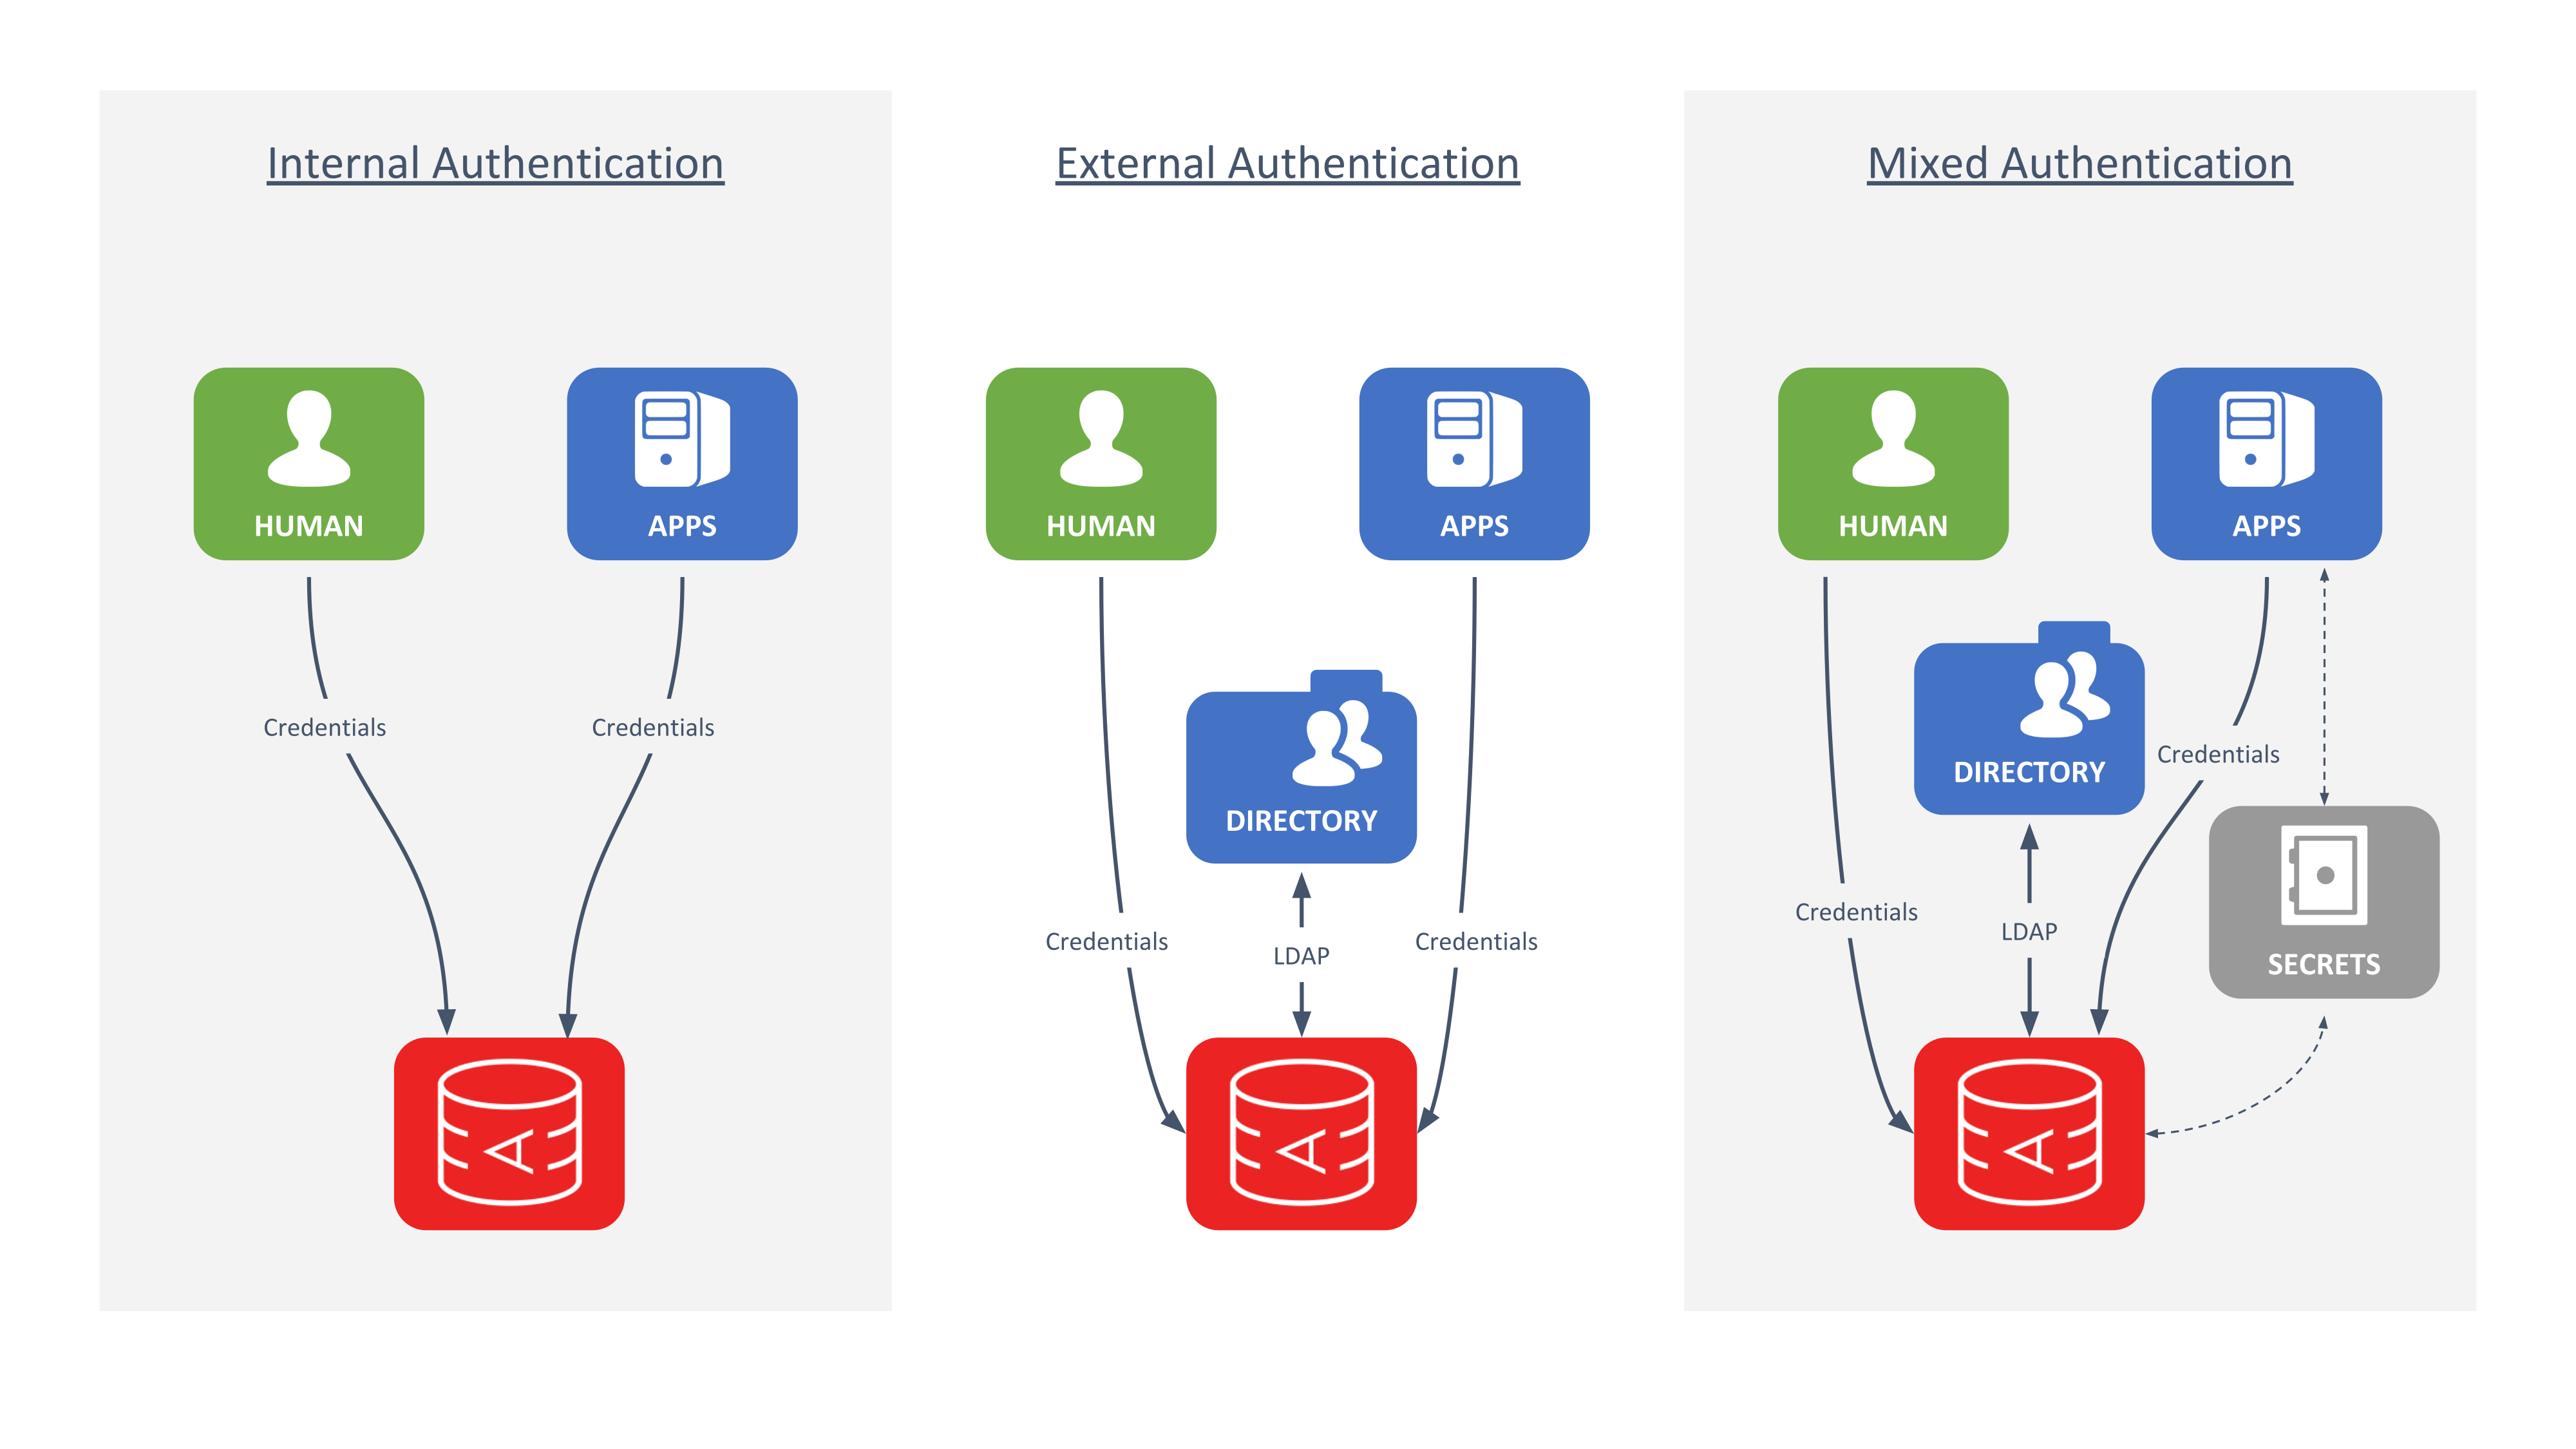 Internal Authentication
HUMAN
APPS
Credentials
Credentials
A
External Authentication
HUMAN
APPS
DIRECTORY
Credentials
LDAP
Credentials
A
Mixed Authentication
HUMAN
APPS
DIRECTORY
Credentials
Credentials
LDAP
SECRETS
A